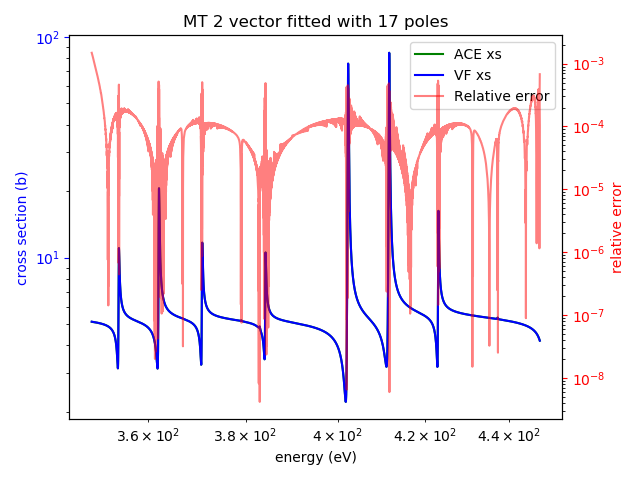 MT 2 vector fitted with 17 poles
ACE xs
VF xs
Relative error
10²
10¹
cross section (b)
10⁻³
10⁻⁴
10⁻⁵
10⁻⁶
10⁻⁷
10⁻⁸
relative error
3.6 × 10² 3.8 × 10² 4 × 10² 4.2 × 10² 4.4 × 10²
energy (eV)